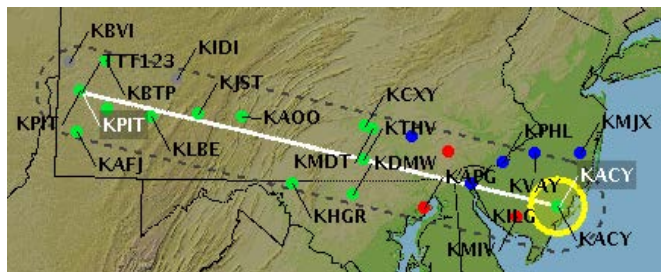 KBVI
KIDI
TTF123
KBTP
KJST
KCXY
KMJX
PIT
KPIT
KAOO
KTHV
KPHL
KAFJ
KLBE
KMDT
KDMW
KAPG
KVAY
KACY
KHGR
KILG
KMIV
KACY